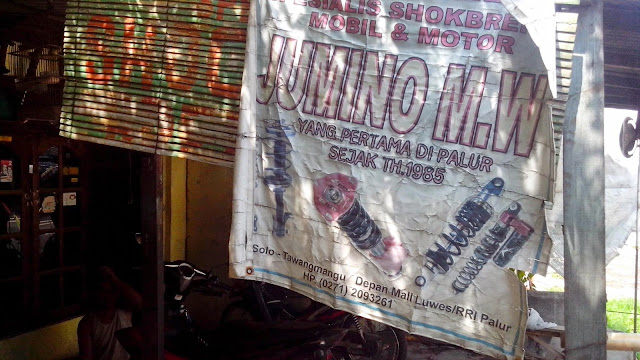 SPESIALIS SHOKBREKER
MOBIL & MOTOR
JUMINO M.W
YANG PERTAMA DI PALUR
SEJAK TH.1985
Solo - Tawangmangu Depan Mall Luwes/RRI Palur
HP (0271) 2093261